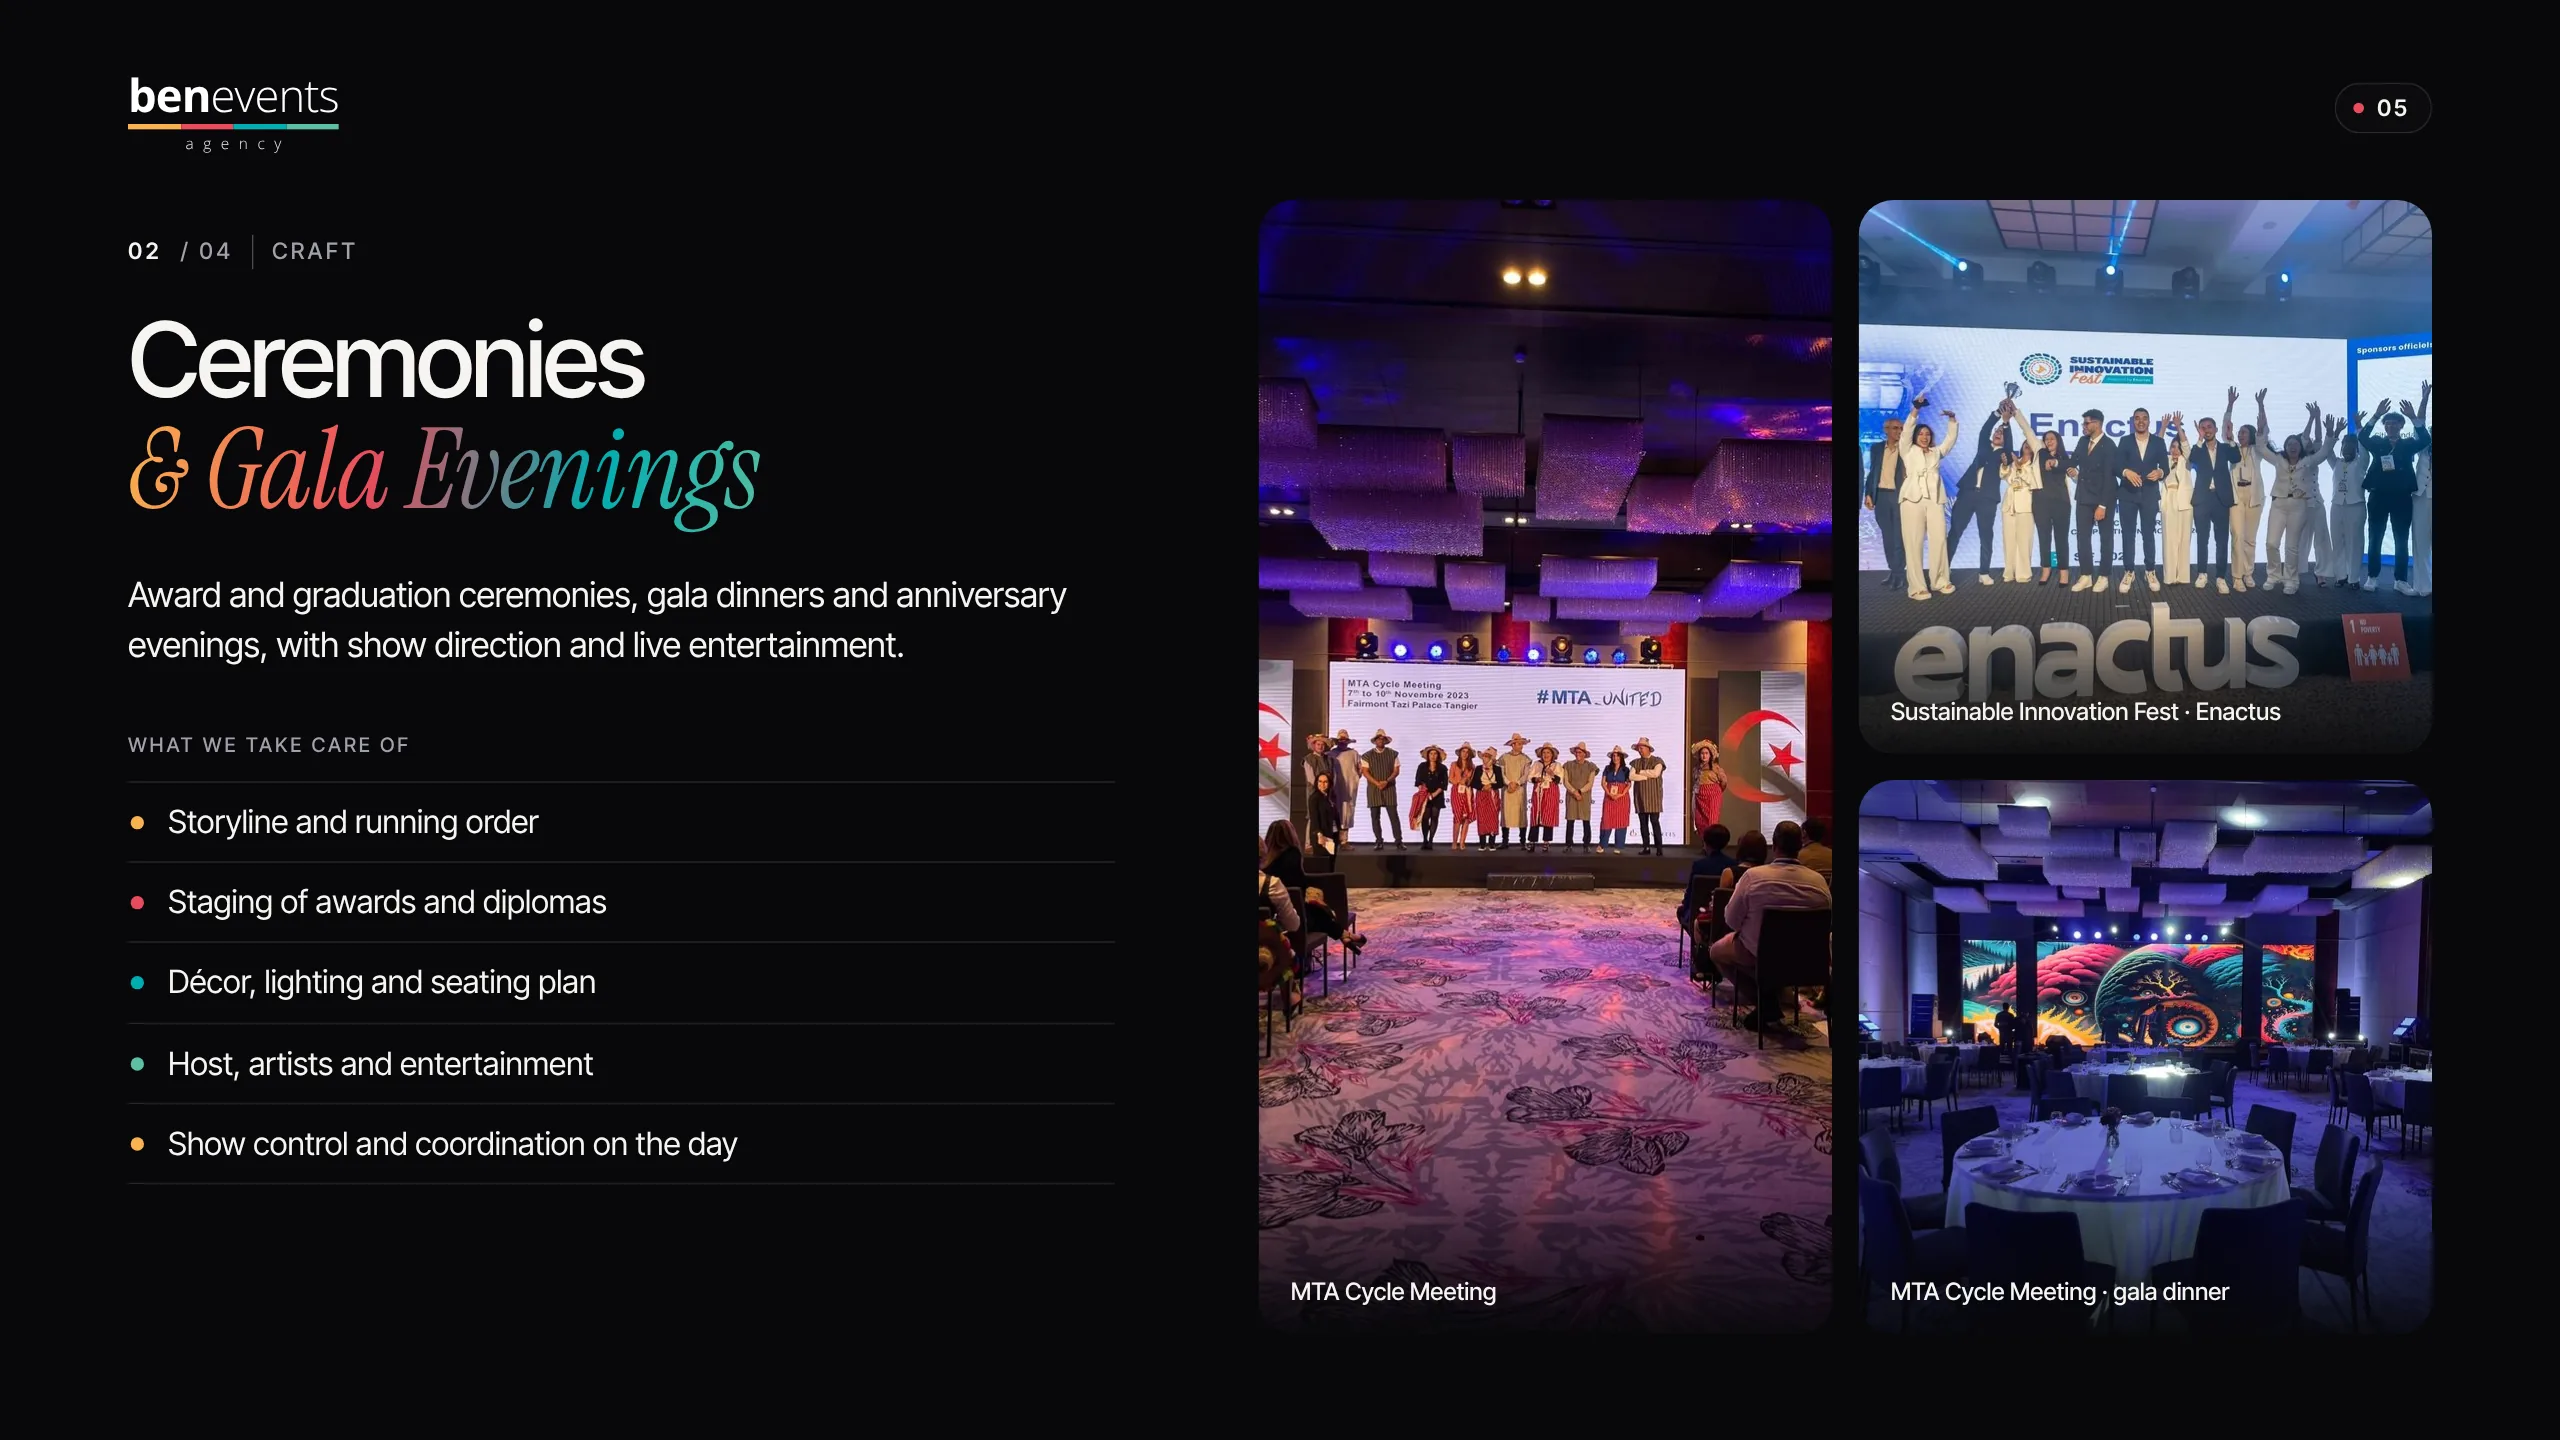 benevents
agency
05
02 / 04 CRAFT
Ceremonies
& Gala Evenings
Award and graduation ceremonies, gala dinners and anniversary
evenings, with show direction and live entertainment.
WHAT WE TAKE CARE OF
Storyline and running order
Staging of awards and diplomas
Décor, lighting and seating plan
Host, artists and entertainment
Show control and coordination on the day
MTA Cycle Meeting
7th to 10th Novembre 2023
Fairmont Tazi Palace Tangier
#MTA_UNITED
MTA Cycle Meeting
Sponsors officiels
SUSTAINABLE
INNOVATION
Fest
Enactus
enactus
1 NO
POVERTY
Sustainable Innovation Fest · Enactus
MTA Cycle Meeting · gala dinner